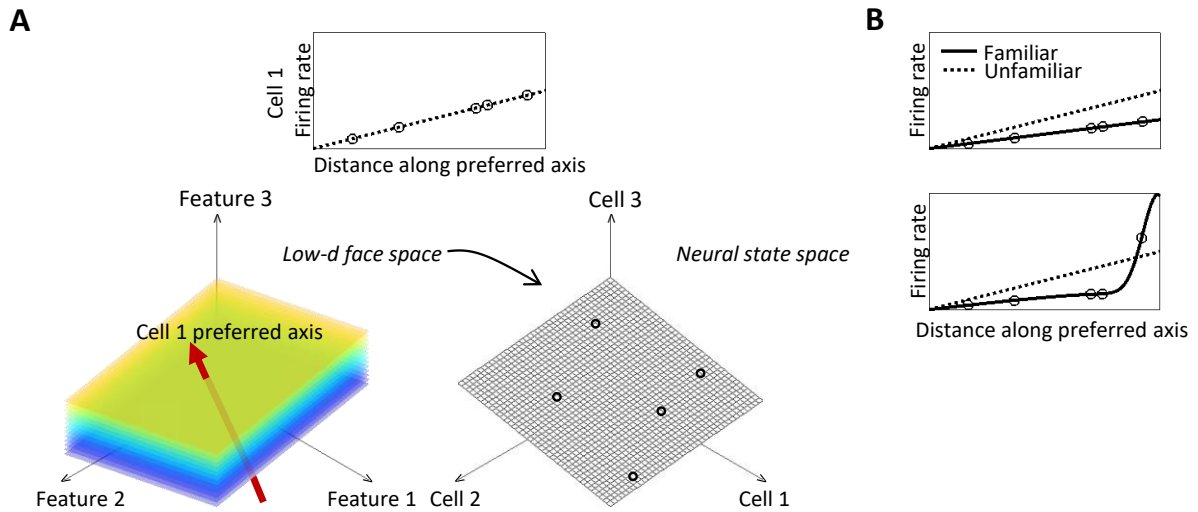 A
Cell 1
Firing rate
Distance along preferred axis
Feature 3
Cell 1 preferred axis
Feature 2
Feature 1
Low-d face space
Cell 3
Neural state space
Cell 2
Cell 1
B
Familiar
Unfamiliar
Firing rate
Firing rate
Distance along preferred axis